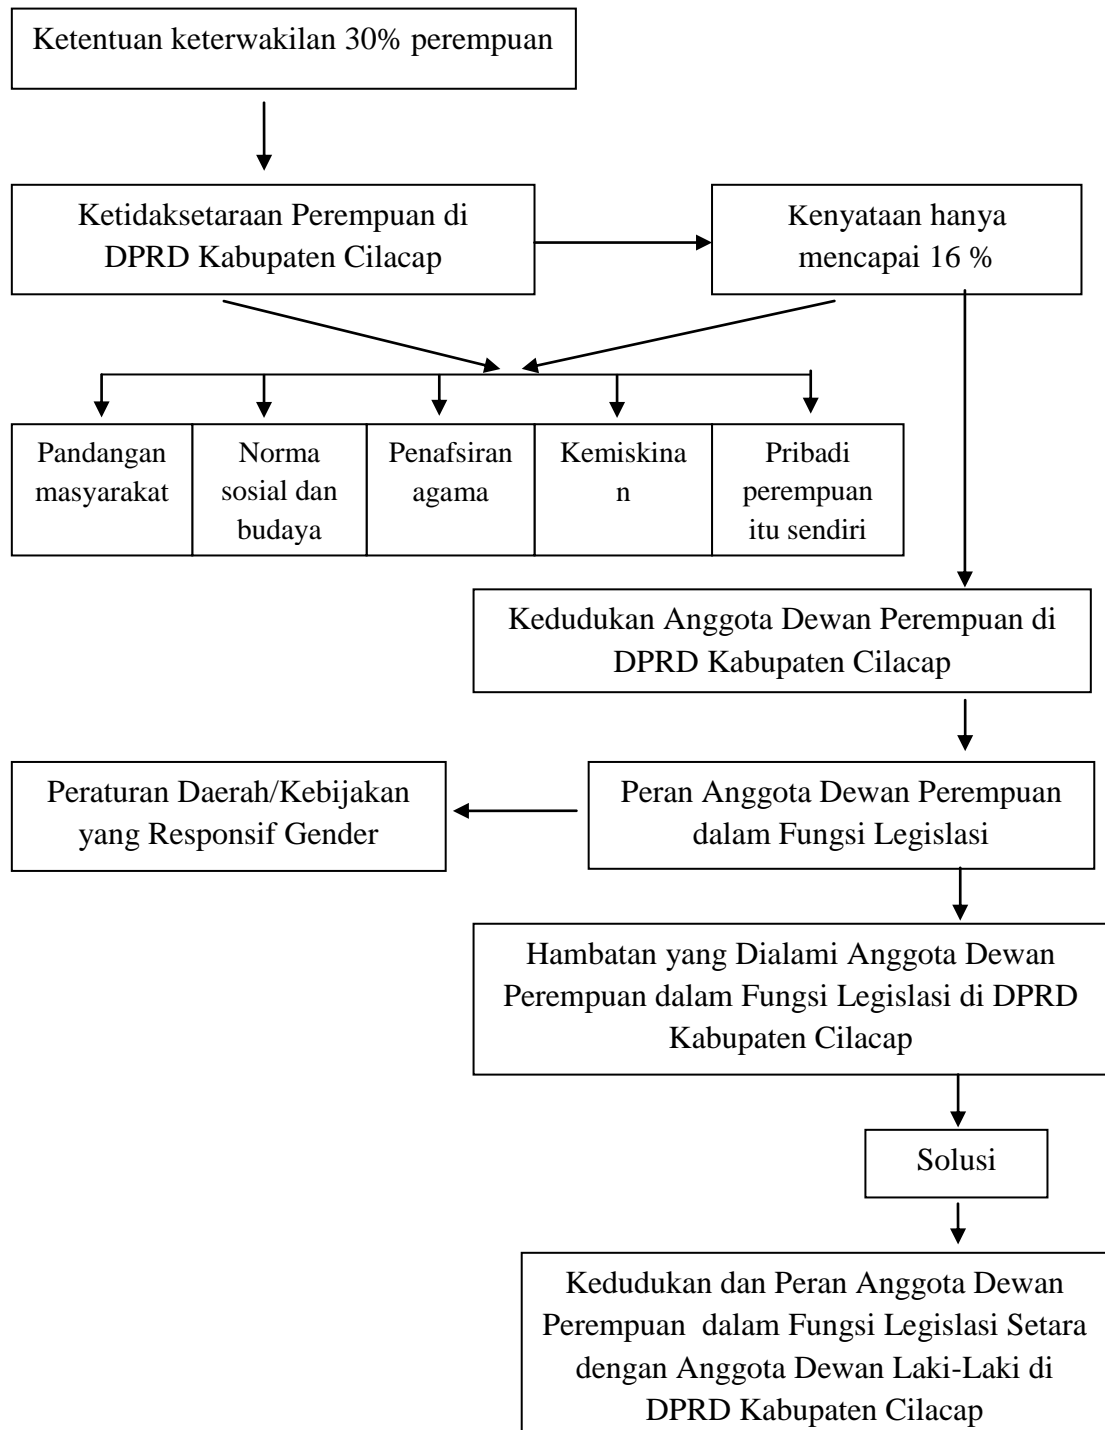 Ketentuan keterwakilan 30% perempuan
Ketidaksetaraan Perempuan di
DPRD Kabupaten Cilacap
Kenyataan hanya
mencapai 16 %
Pandangan
masyarakat
Norma
sosial dan
budaya
Penafsiran
agama
Kemiskina
n
Pribadi
perempuan
itu sendiri
Kedudukan Anggota Dewan Perempuan di
DPRD Kabupaten Cilacap
Peraturan Daerah/Kebijakan
yang Responsif Gender
Peran Anggota Dewan Perempuan
dalam Fungsi Legislasi
Hambatan yang Dialami Anggota Dewan
Perempuan dalam Fungsi Legislasi di DPRD
Kabupaten Cilacap
Solusi
Kedudukan dan Peran Anggota Dewan
Perempuan dalam Fungsi Legislasi Setara
dengan Anggota Dewan Laki-Laki di
DPRD Kabupaten Cilacap